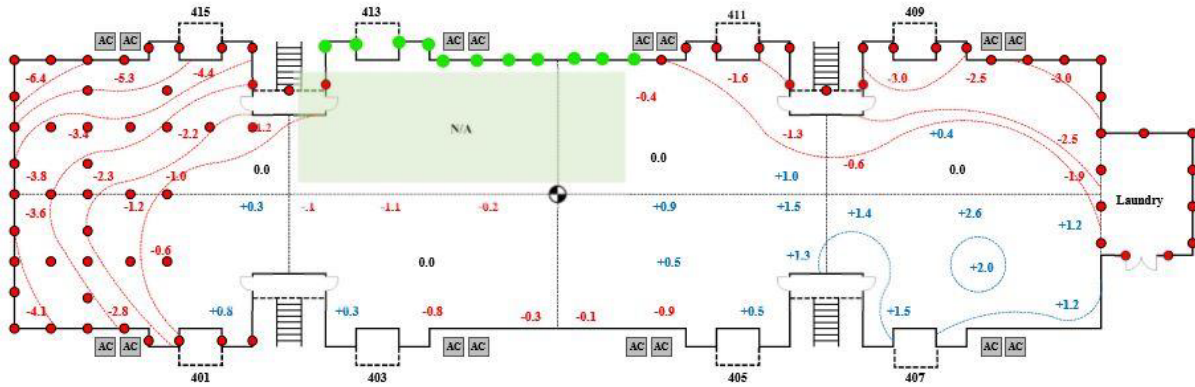 415 413 411 409
AC AC AC AC AC AC AC AC
-6.4 -5.3 -4.4 -1.6 -3.0 -2.5 -3.0
-0.4
-3.4 -2.2 -1.2 N/A -1.3 +0.4 -2.5
-0.6
0.0 0.0 0.0
-3.8 -2.3 -1.0 +1.0 -1.9
-3.6 -1.2 +0.3 -.1 -1.1 -0.2 +0.9 +1.5 +1.4 +2.6 +1.2 Laundry
-0.6 +1.3
0.0 +0.5 +2.0
-4.1 -2.8 +0.8 +0.3 -0.8 -0.3 -0.1 -0.9 +0.5 +1.5 +1.2
AC AC AC AC AC AC AC AC
401 403 405 407